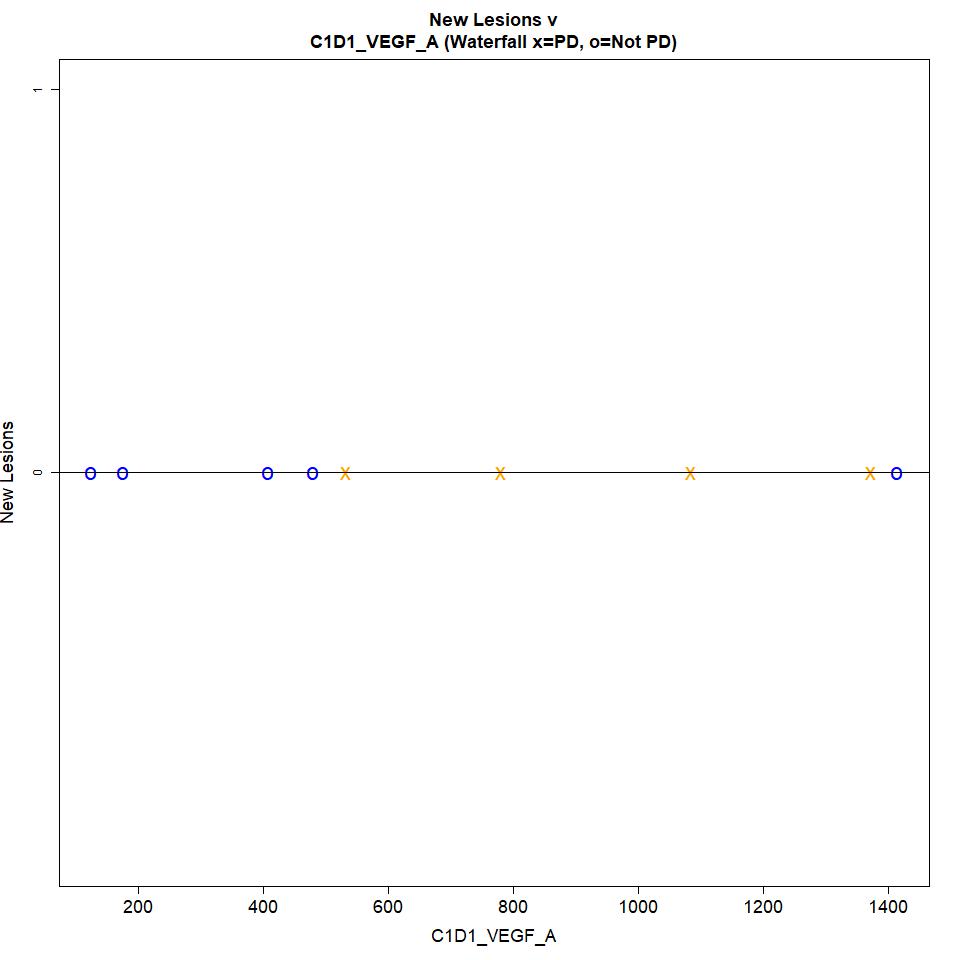 New Lesions v
C1D1_VEGF_A (Waterfall x=PD, o=Not PD)
1
New Lesions
0
o o o o x x x x o
200 400 600 800 1000 1200 1400
C1D1_VEGF_A